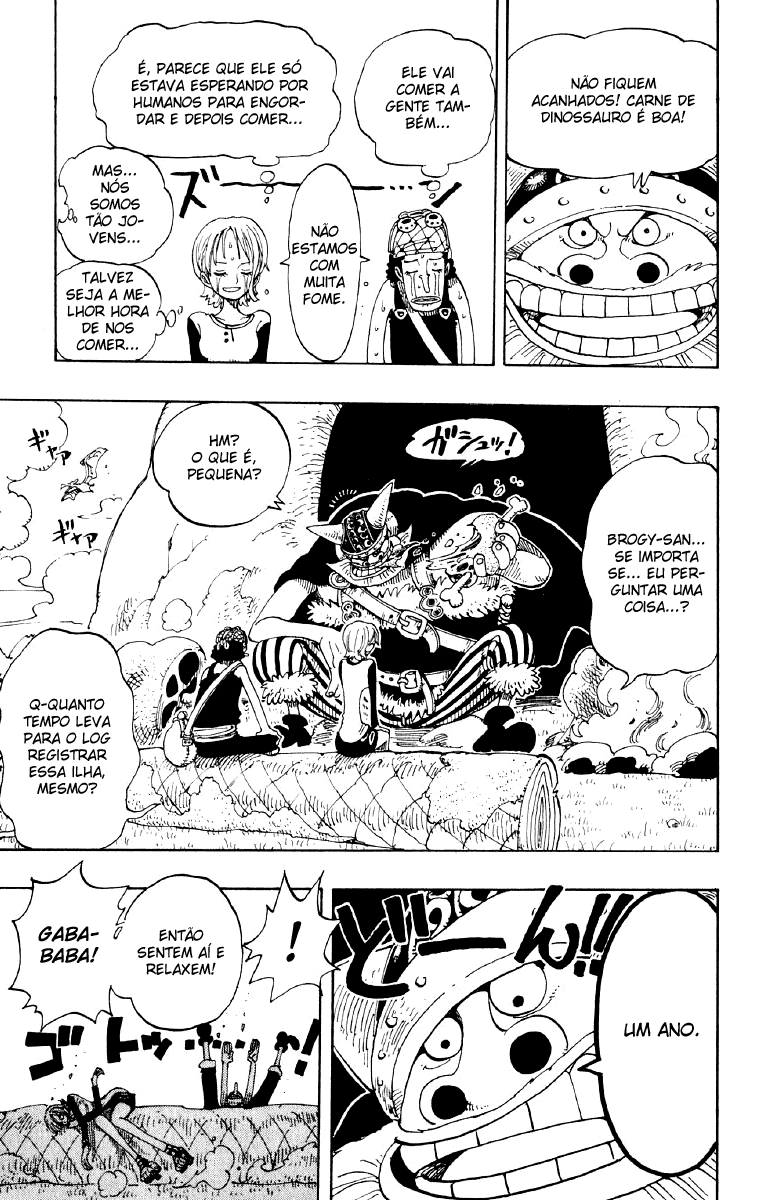 NÃO FIQUEM
ACANHADOS! CARNE DE
DINOSSAURO É BOA!
ELE VAI
COMER A
GENTE TAM-
BÉM...
É, PARECE QUE ELE SÓ
ESTAVA ESPERANDO POR
HUMANOS PARA ENGOR-
DAR E DEPOIS COMER...
NÃO
ESTAMOS
COM
MUITA
FOME.
MAS...
NÓS
SOMOS
TÃO JO-
VENS...
TALVEZ
SEJA A ME-
LHOR HORA
DE NOS
COMER...
ズーーー...ン
BROGY-SAN...
SE IMPORTA
SE... EU PER-
GUNTAR UMA
COISA...?
ガシュッ!
HM?
O QUE É,
PEQUENA?
ギャア
ギャア
Q-QUANTO
TEMPO LEVA
PARA O LOG
REGISTRAR
ESSA ILHA,
MESMO?
UM ANO.
どーん!!
!
ENTÃO
SENTEM AÍ E
RELAXEM!
GABA-
BABA!
ゴトッ......!